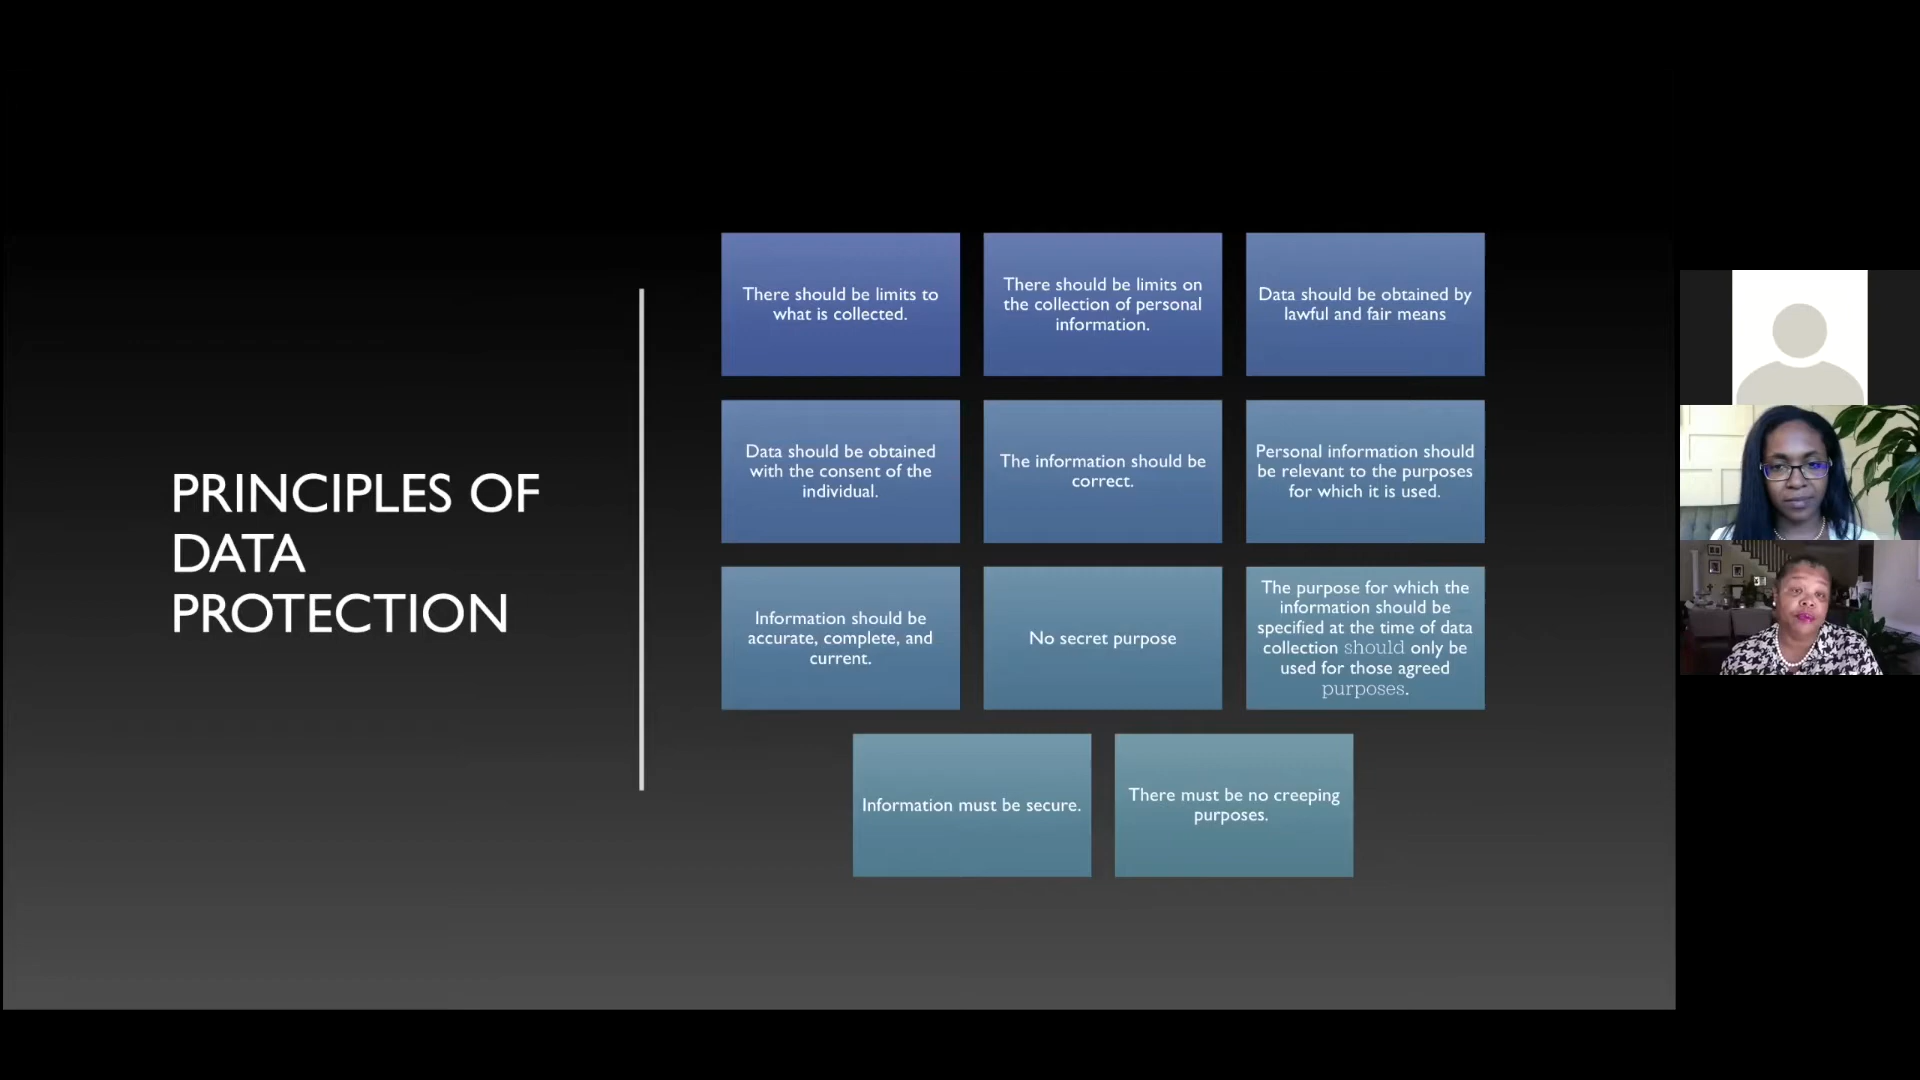 PRINCIPLES OF
DATA
PROTECTION
There should be limits to
what is collected.
There should be limits on
the collection of personal
information.
Data should be obtained by
lawful and fair means
Data should be obtained
with the consent of the
individual.
The information should be
correct.
Personal information should
be relevant to the purposes
for which it is used.
Information should be
accurate, complete, and
current.
No secret purpose
The purpose for which the
information should be
specified at the time of data
collection should only be
used for those agreed
purposes.
Information must be secure.
There must be no creeping
purposes.